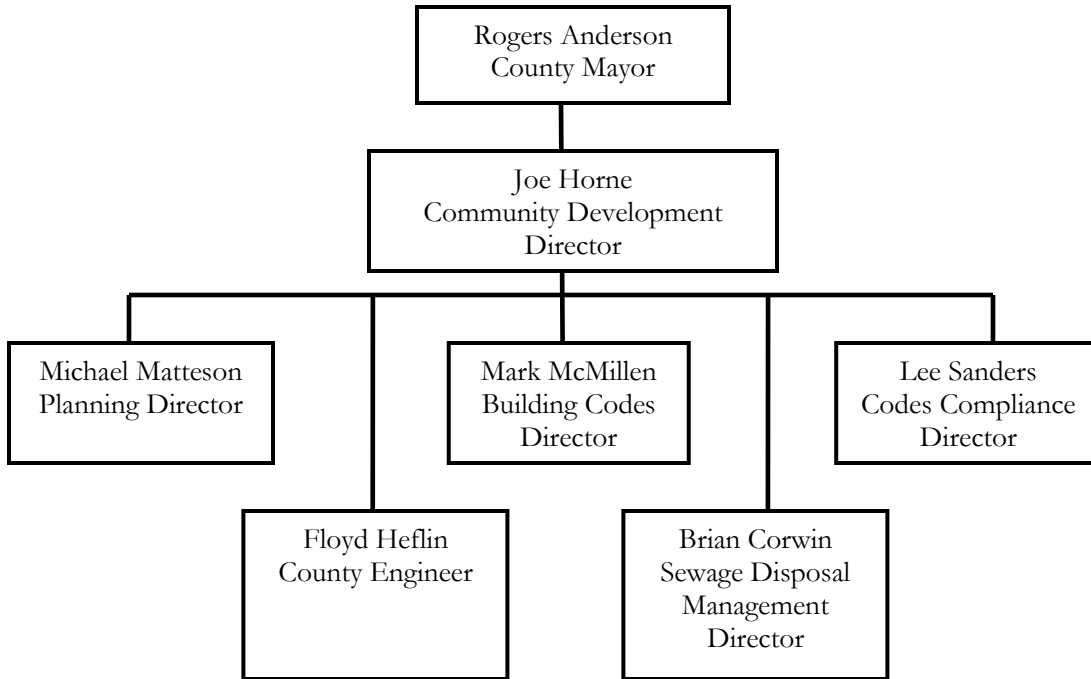 Rogers Anderson
County Mayor
Joe Horne
Community Development
Director
Michael Matteson
Planning Director
Mark McMillen
Building Codes
Director
Lee Sanders
Codes Compliance
Director
Floyd Heflin
County Engineer
Brian Corwin
Sewage Disposal
Management
Director